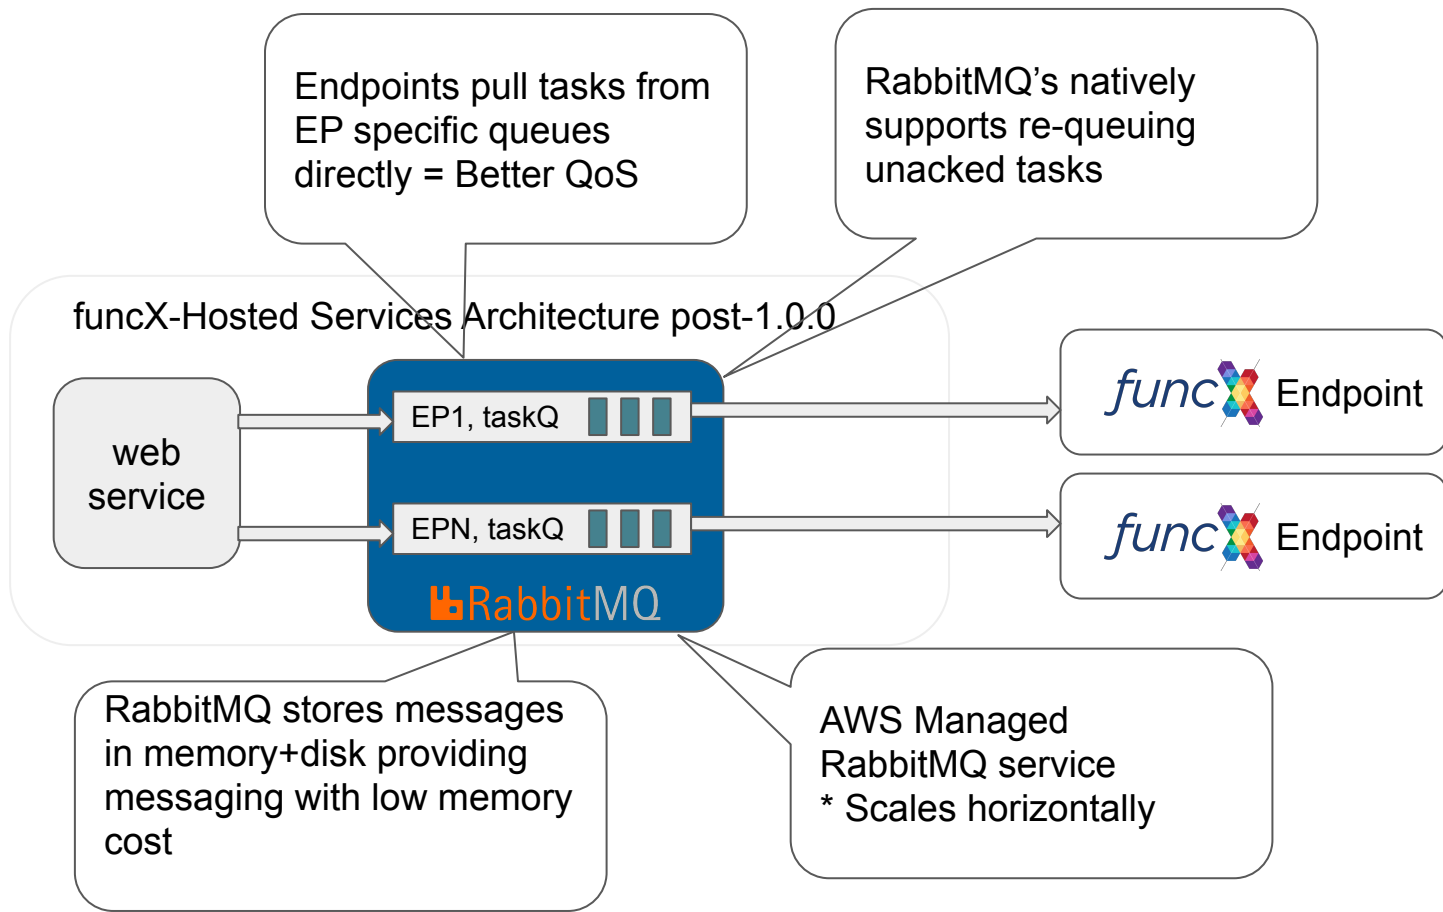 Endpoints pull tasks from
EP specific queues
directly = Better QoS
RabbitMQ’s natively
supports re-queuing
unacked tasks
funcX-Hosted Services Architecture post-1.0.0
web
service
EP1, taskQ
EPN, taskQ
RabbitMQ
funcX Endpoint
funcX Endpoint
RabbitMQ stores messages
in memory+disk providing
messaging with low memory
cost
AWS Managed
RabbitMQ service
* Scales horizontally